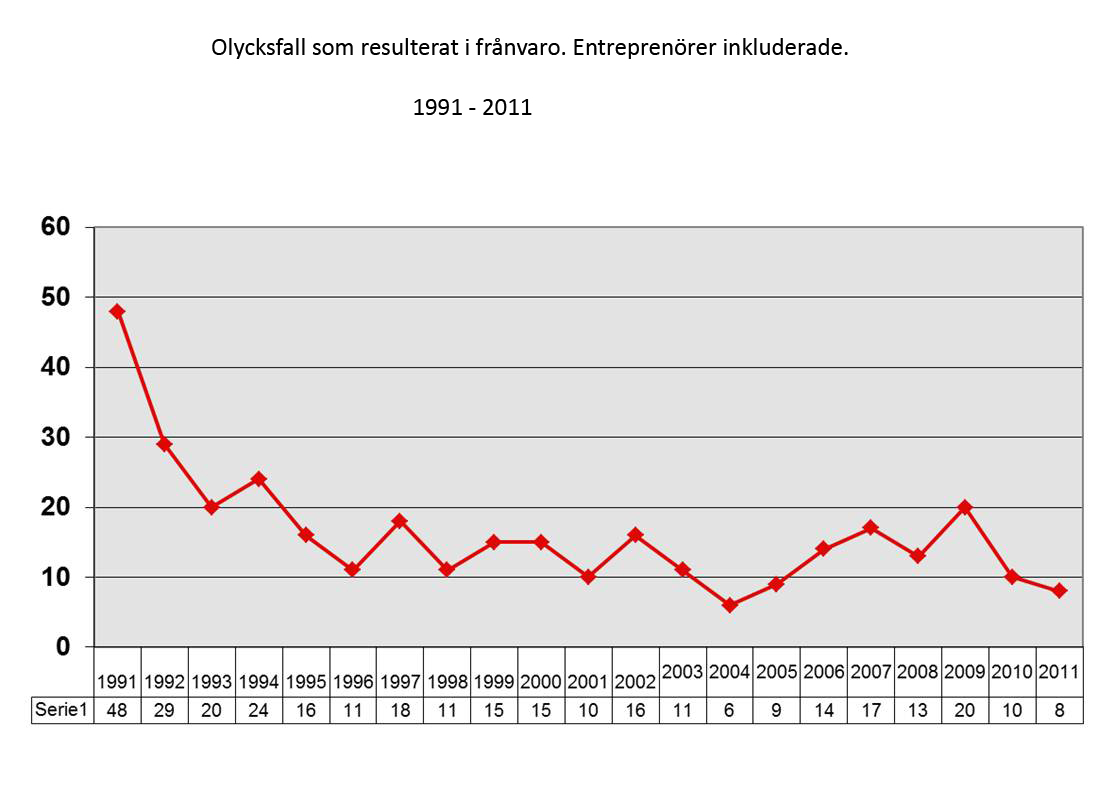 Olycksfall som resulterat i frånvaro. Entreprenörer inkluderade.
1991 - 2011
60
50
40
30
20
10
0
1991 1992 1993 1994 1995 1996 1997 1998 1999 2000 2001 2002 2003 2004 2005 2006 2007 2008 2009 2010 2011
Serie1 48 29 20 24 16 11 18 11 15 15 10 16 11 6 9 14 17 13 20 10 8